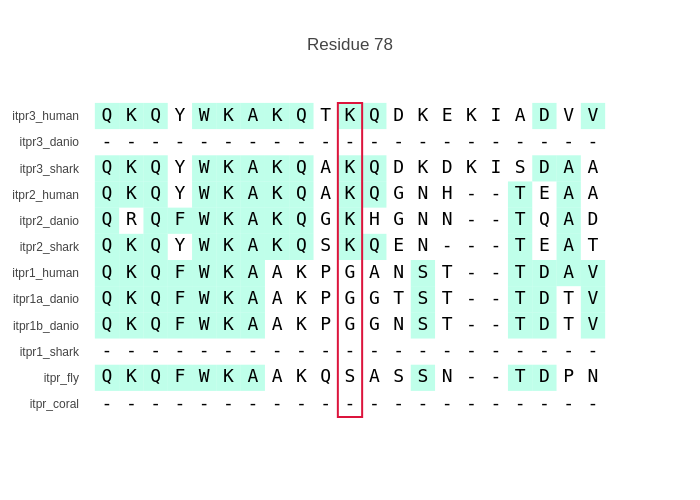 Residue 78
itpr3_human Q K Q Y W K A K Q T K Q D K E K I A D V V
itpr3_danio - - - - - - - - - - - - - - - - - - - - -
itpr3_shark Q K Q Y W K A K Q A K Q D K D K I S D A A
itpr2_human Q K Q Y W K A K Q A K Q G N H - - T E A A
itpr2_danio Q R Q F W K A K Q G K H G N N - - T Q A D
itpr2_shark Q K Q Y W K A K Q S K Q E N - - - T E A T
itpr1_human Q K Q F W K A A K P G A N S T - - T D A V
itpr1a_danio Q K Q F W K A A K P G G T S T - - T D T V
itpr1b_danio Q K Q F W K A A K P G G N S T - - T D T V
itpr1_shark - - - - - - - - - - - - - - - - - - - - -
itpr_fly Q K Q F W K A A K Q S A S S N - - T D P N
itpr_coral - - - - - - - - - - - - - - - - - - - - -